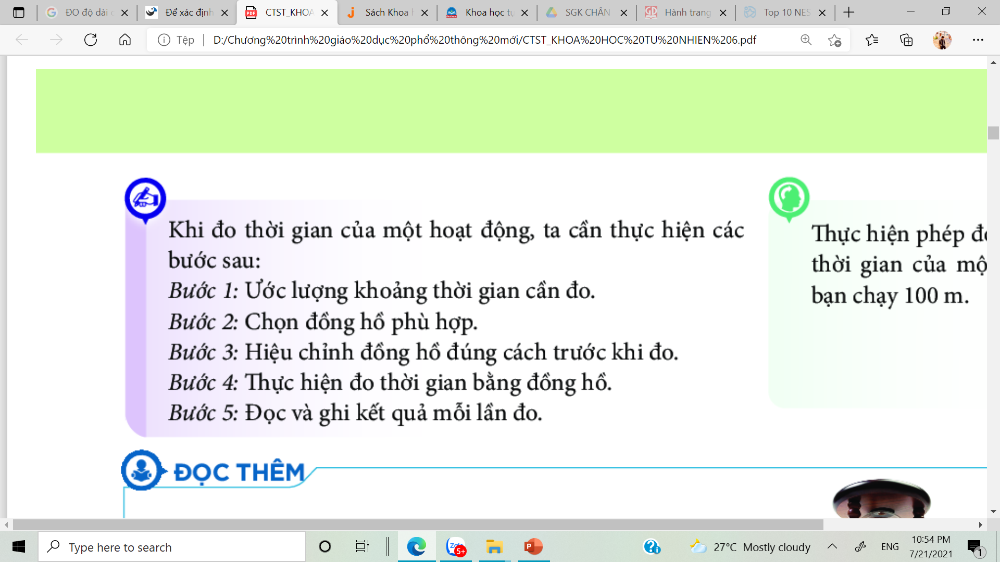 ĐO độ dài c
Để xác định
CTST_KHOA
Sách Khoa h
Khoa học tự
SGK CHÂN
Hành trang
Top 10 NES
Tệp
D:/Chương%20trình%20giáo%20dục%20phổ%20thông%20mới/CTST_KHOA%20HOC%20TU%20NHIEN%206.pdf
Khi đo thời gian của một hoạt động, ta cần thực hiện các
bước sau:
Bước 1: Ước lượng khoảng thời gian cần đo.
Bước 2: Chọn đồng hồ phù hợp.
Bước 3: Hiệu chỉnh đồng hồ đúng cách trước khi đo.
Bước 4: Thực hiện đo thời gian bằng đồng hồ.
Bước 5: Đọc và ghi kết quả mỗi lần đo.
Thực hiện phép đo
thời gian của mộ
bạn chạy 100 m.
ĐỌC THÊM
Type here to search
5+
27°C Mostly cloudy
ENG
10:54 PM
7/21/2021
1